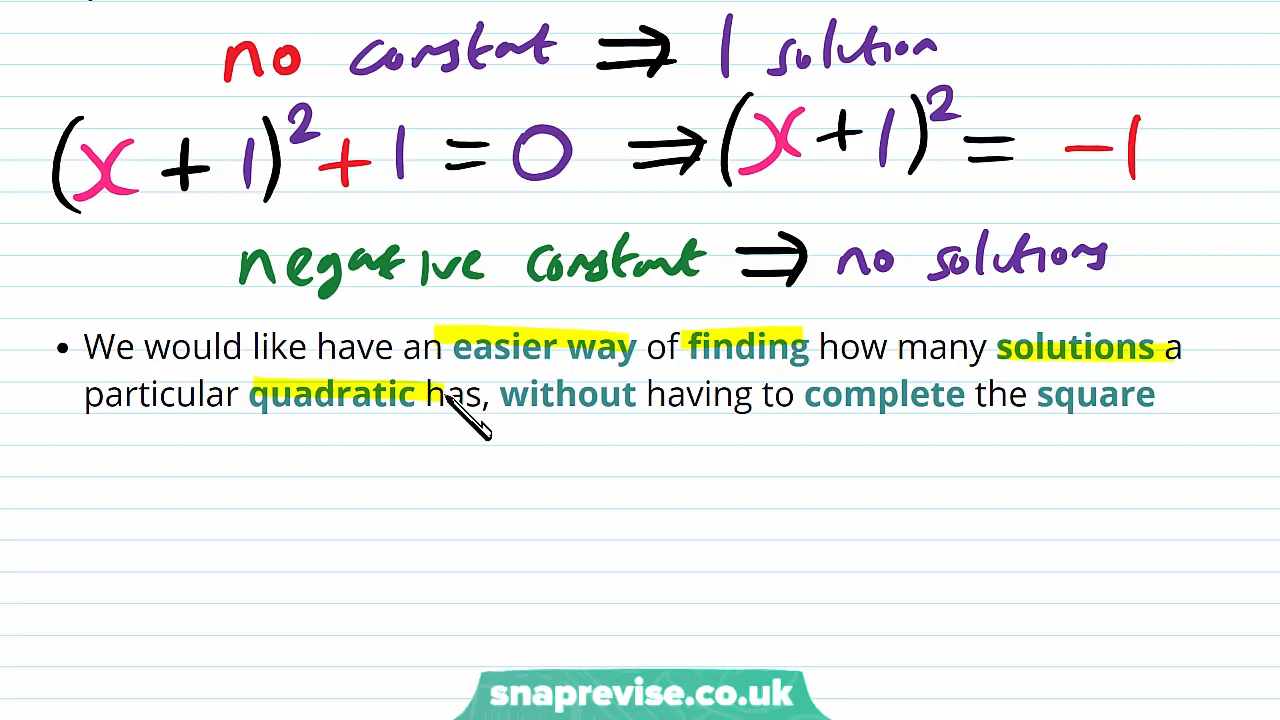 no constant ⇒ 1 solution
(x + 1)² + 1 = 0 ⇒ (x + 1)² = -1
negative constant ⇒ no solutions
• We would like have an easier way of finding how many solutions a
particular quadratic has, without having to complete the square
snaprevise.co.uk